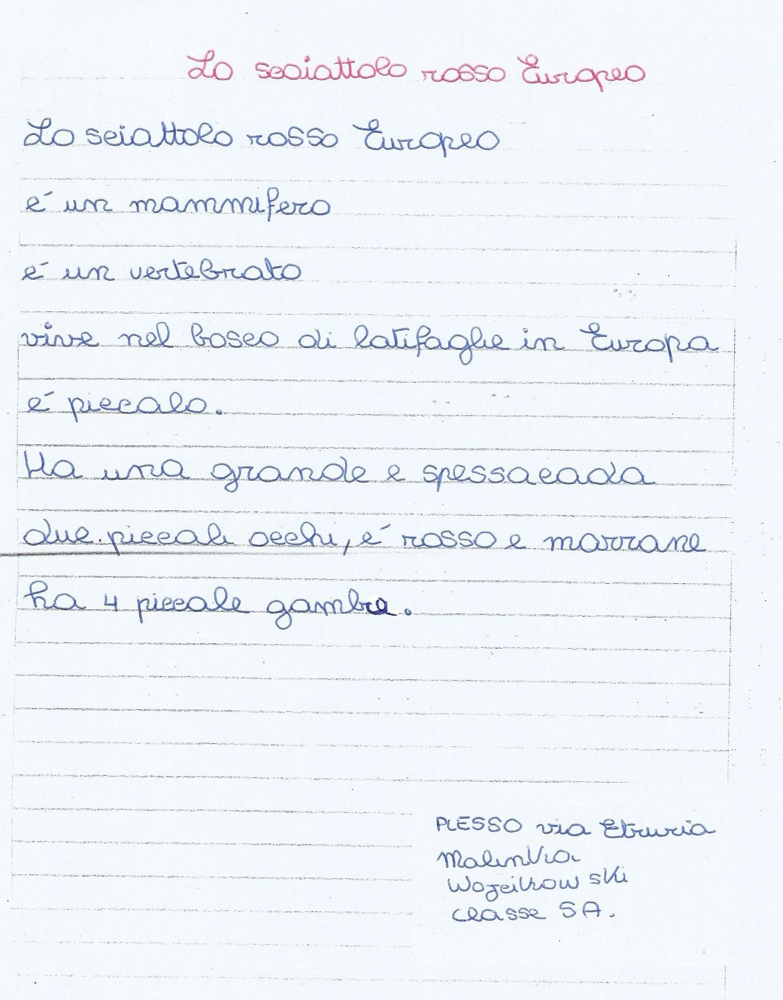 Lo scoiattolo rosso Europeo
Lo sciattolo rosso Europeo
é un mammifero
é un vertebrato
vive nel bosco di latifaglie in Europa
é piccolo.
Ha una grande e spessacoda
due piccoli occhi, é rosso e marrone
ha 4 piccole gambe.
PLESSO via Etruria
Malinka
Wojcikowski
classe 5A.